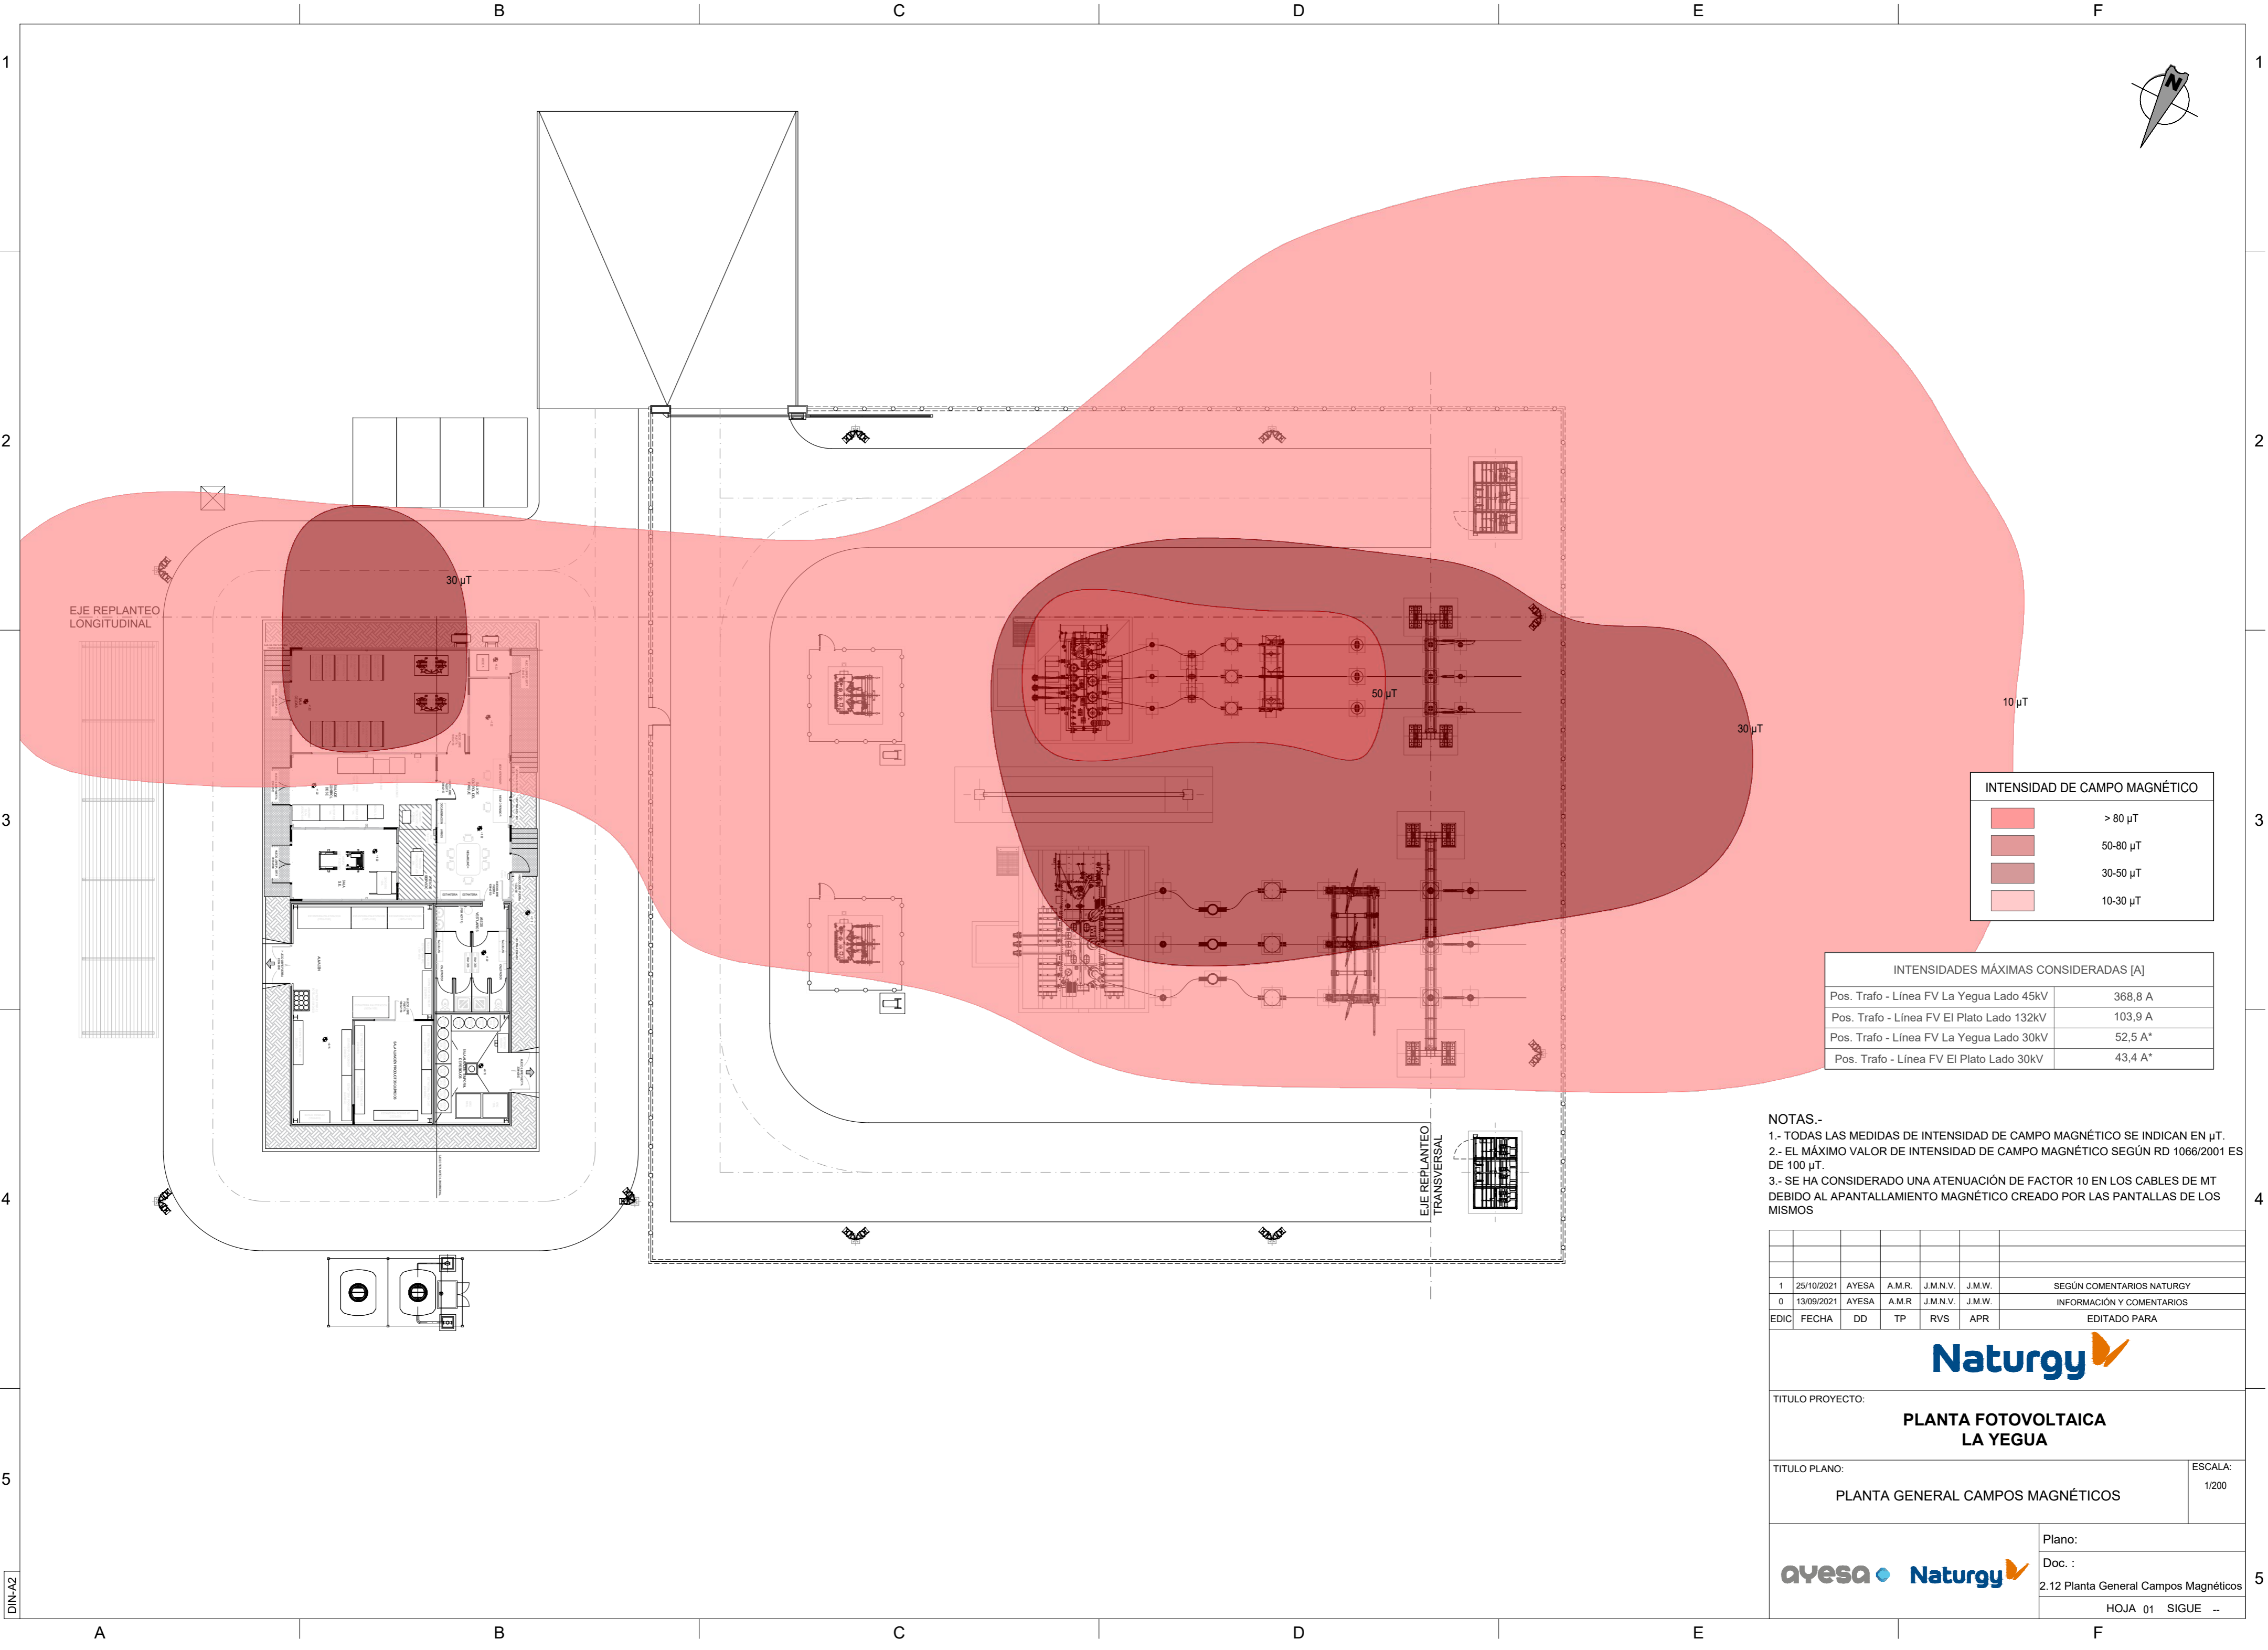 B C D E F
1 1
N
2 2
30 µT
EJE REPLANTEO
LONGITUDINAL
50 µT
10 µT
30 µT
INTENSIDAD DE CAMPO MAGNÉTICO
> 80 µT
50-80 µT
30-50 µT
10-30 µT
3 3
INTENSIDADES MÁXIMAS CONSIDERADAS [A]
Pos. Trafo - Línea FV La Yegua Lado 45kV 368,8 A
Pos. Trafo - Línea FV El Plato Lado 132kV 103,9 A
Pos. Trafo - Línea FV La Yegua Lado 30kV 52,5 A*
Pos. Trafo - Línea FV El Plato Lado 30kV 43,4 A*
EJE REPLANTEO
TRANSVERSAL
NOTAS.-
1.- TODAS LAS MEDIDAS DE INTENSIDAD DE CAMPO MAGNÉTICO SE INDICAN EN µT.
2.- EL MÁXIMO VALOR DE INTENSIDAD DE CAMPO MAGNÉTICO SEGÚN RD 1066/2001 ES
DE 100 µT.
3.- SE HA CONSIDERADO UNA ATENUACIÓN DE FACTOR 10 EN LOS CABLES DE MT
DEBIDO AL APANTALLAMIENTO MAGNÉTICO CREADO POR LAS PANTALLAS DE LOS
MISMOS
4 4
1 25/10/2021 AYESA A.M.R. J.M.N.V. J.M.W. SEGÚN COMENTARIOS NATURGY
0 13/09/2021 AYESA A.M.R J.M.N.V. J.M.W. INFORMACIÓN Y COMENTARIOS
EDIC FECHA DD TP RVS APR EDITADO PARA
Naturgy
TITULO PROYECTO:
PLANTA FOTOVOLTAICA
LA YEGUA
TITULO PLANO:
PLANTA GENERAL CAMPOS MAGNÉTICOS
ESCALA:
1/200
5 5
ayesa Naturgy
Plano:
Doc. :
2.12 Planta General Campos Magnéticos
HOJA 01 SIGUE --
DIN-A2
A B C D E F